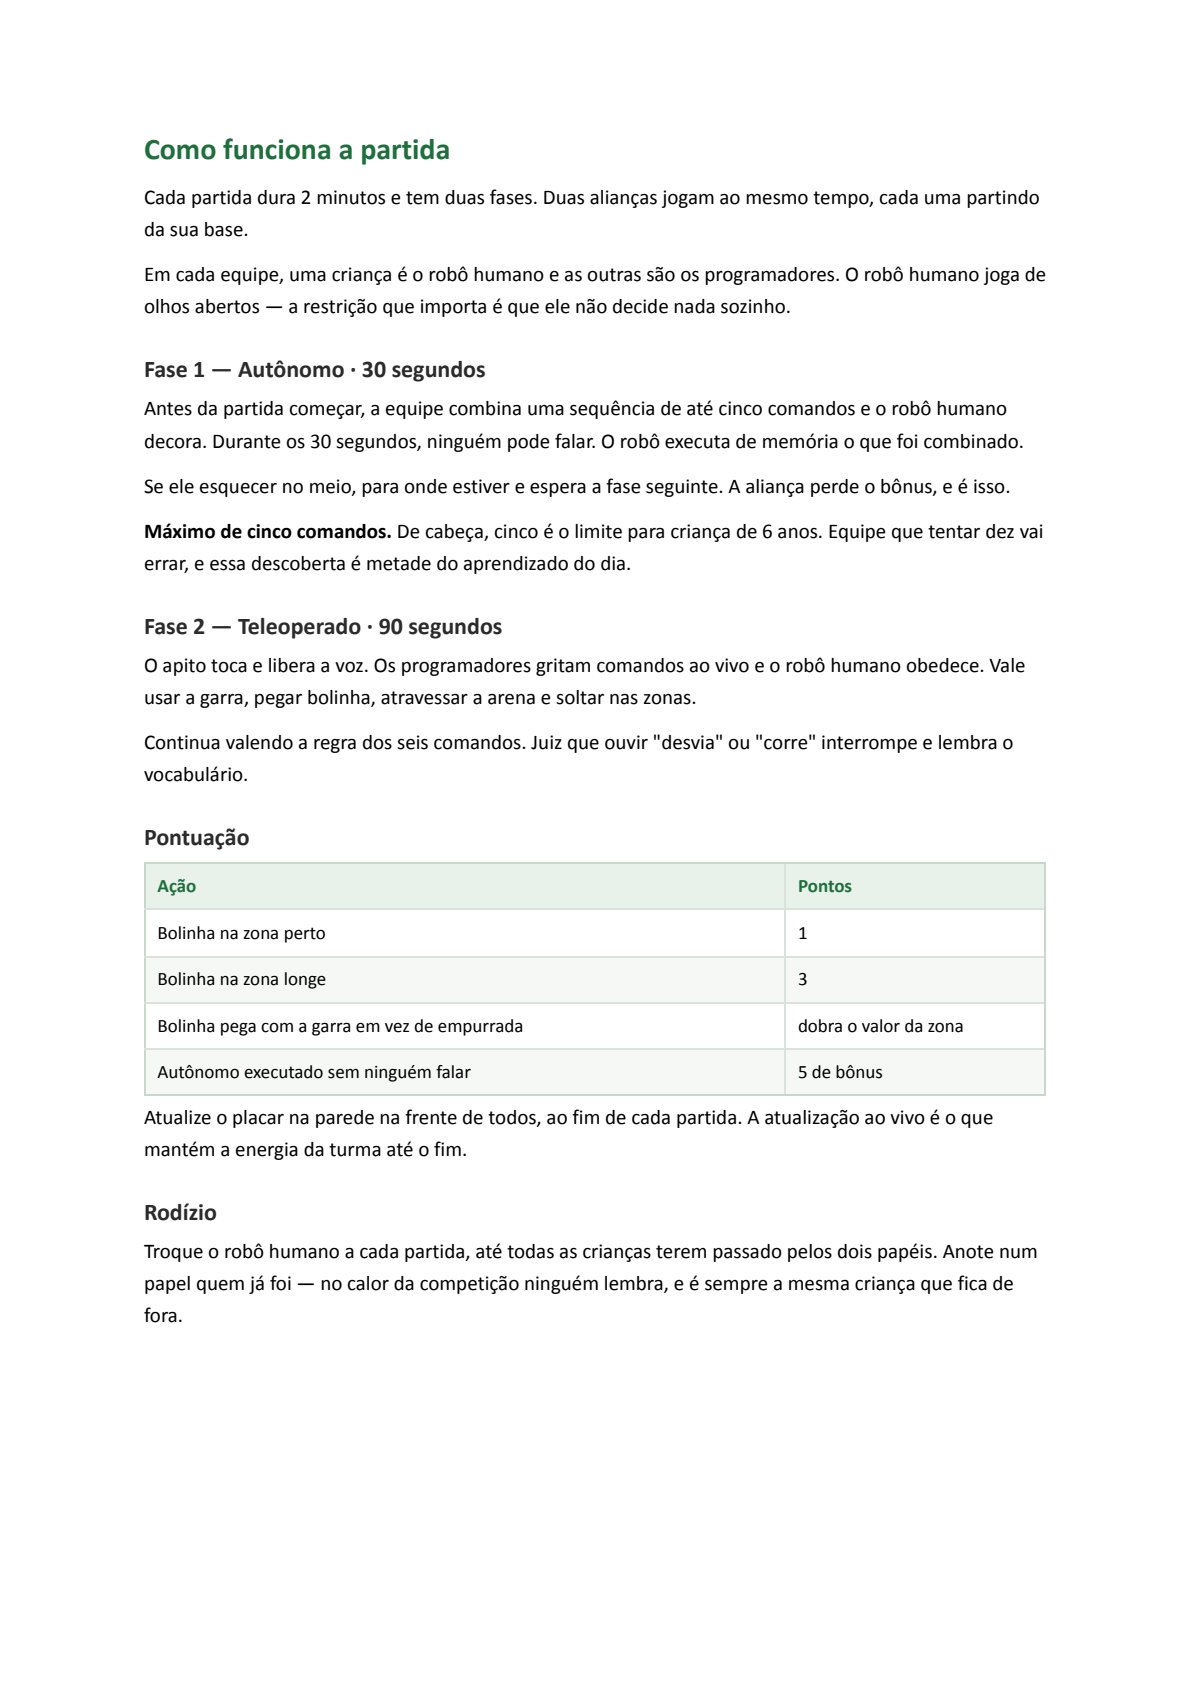 Como funciona a partida
Cada partida dura 2 minutos e tem duas fases. Duas alianças jogam ao mesmo tempo, cada uma partindo
da sua base.
Em cada equipe, uma criança é o robô humano e as outras são os programadores. O robô humano joga de
olhos abertos — a restrição que importa é que ele não decide nada sozinho.
Fase 1 — Autônomo · 30 segundos
Antes da partida começar, a equipe combina uma sequência de até cinco comandos e o robô humano
decora. Durante os 30 segundos, ninguém pode falar. O robô executa de memória o que foi combinado.
Se ele esquecer no meio, para onde estiver e espera a fase seguinte. A aliança perde o bônus, e é isso.
Máximo de cinco comandos. De cabeça, cinco é o limite para criança de 6 anos. Equipe que tentar dez vai
errar, e essa descoberta é metade do aprendizado do dia.
Fase 2 — Teleoperado · 90 segundos
O apito toca e libera a voz. Os programadores gritam comandos ao vivo e o robô humano obedece. Vale
usar a garra, pegar bolinha, atravessar a arena e soltar nas zonas.
Continua valendo a regra dos seis comandos. Juiz que ouvir "desvia" ou "corre" interrompe e lembra o
vocabulário.
Pontuação
Ação Pontos
Bolinha na zona perto 1
Bolinha na zona longe 3
Bolinha pega com a garra em vez de empurrada dobra o valor da zona
Autônomo executado sem ninguém falar 5 de bônus
Atualize o placar na parede na frente de todos, ao fim de cada partida. A atualização ao vivo é o que
mantém a energia da turma até o fim.
Rodízio
Troque o robô humano a cada partida, até todas as crianças terem passado pelos dois papéis. Anote num
papel quem já foi — no calor da competição ninguém lembra, e é sempre a mesma criança que fica de
fora.